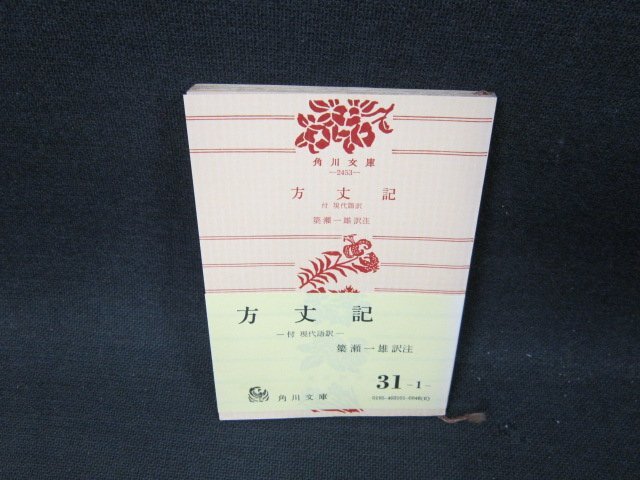 角川文庫
—2453—
方丈記
付 現代語訳
簗瀬一雄 訳注
方丈記
—付 現代語訳—
簗瀬一雄 訳注
31 -1-
角川文庫